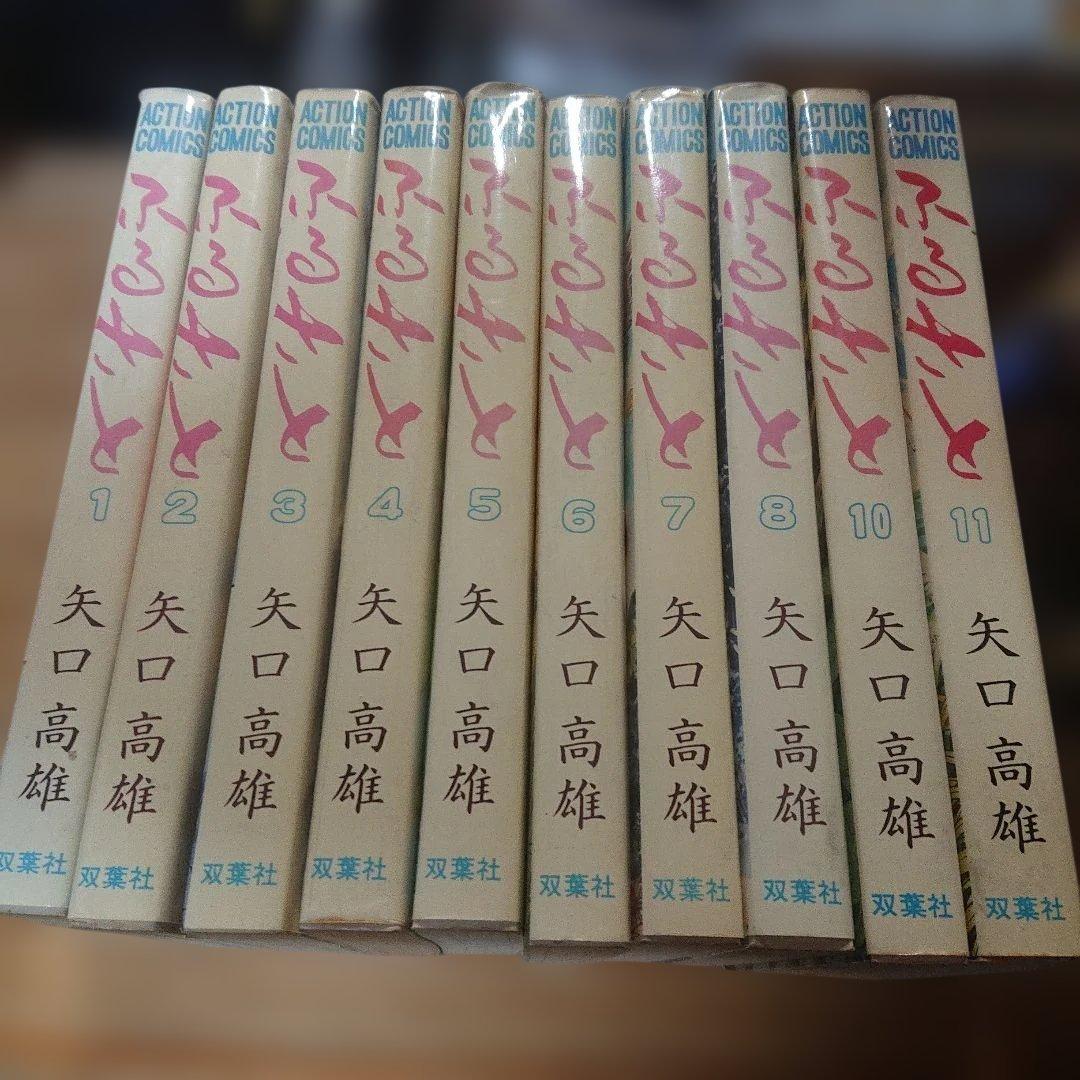 ACTION
COMICS
ふるさと
1
矢口高雄
双葉社
ACTION
COMICS
ふるさと
2
矢口高雄
双葉社
ACTION
COMICS
ふるさと
3
矢口高雄
双葉社
ACTION
COMICS
ふるさと
4
矢口高雄
双葉社
ACTION
COMICS
ふるさと
5
矢口高雄
双葉社
ACTION
COMICS
ふるさと
6
矢口高雄
双葉社
ACTION
COMICS
ふるさと
7
矢口高雄
双葉社
ACTION
COMICS
ふるさと
8
矢口高雄
双葉社
ACTION
COMICS
ふるさと
10
矢口高雄
双葉社
ACTION
COMICS
ふるさと
11
矢口高雄
双葉社